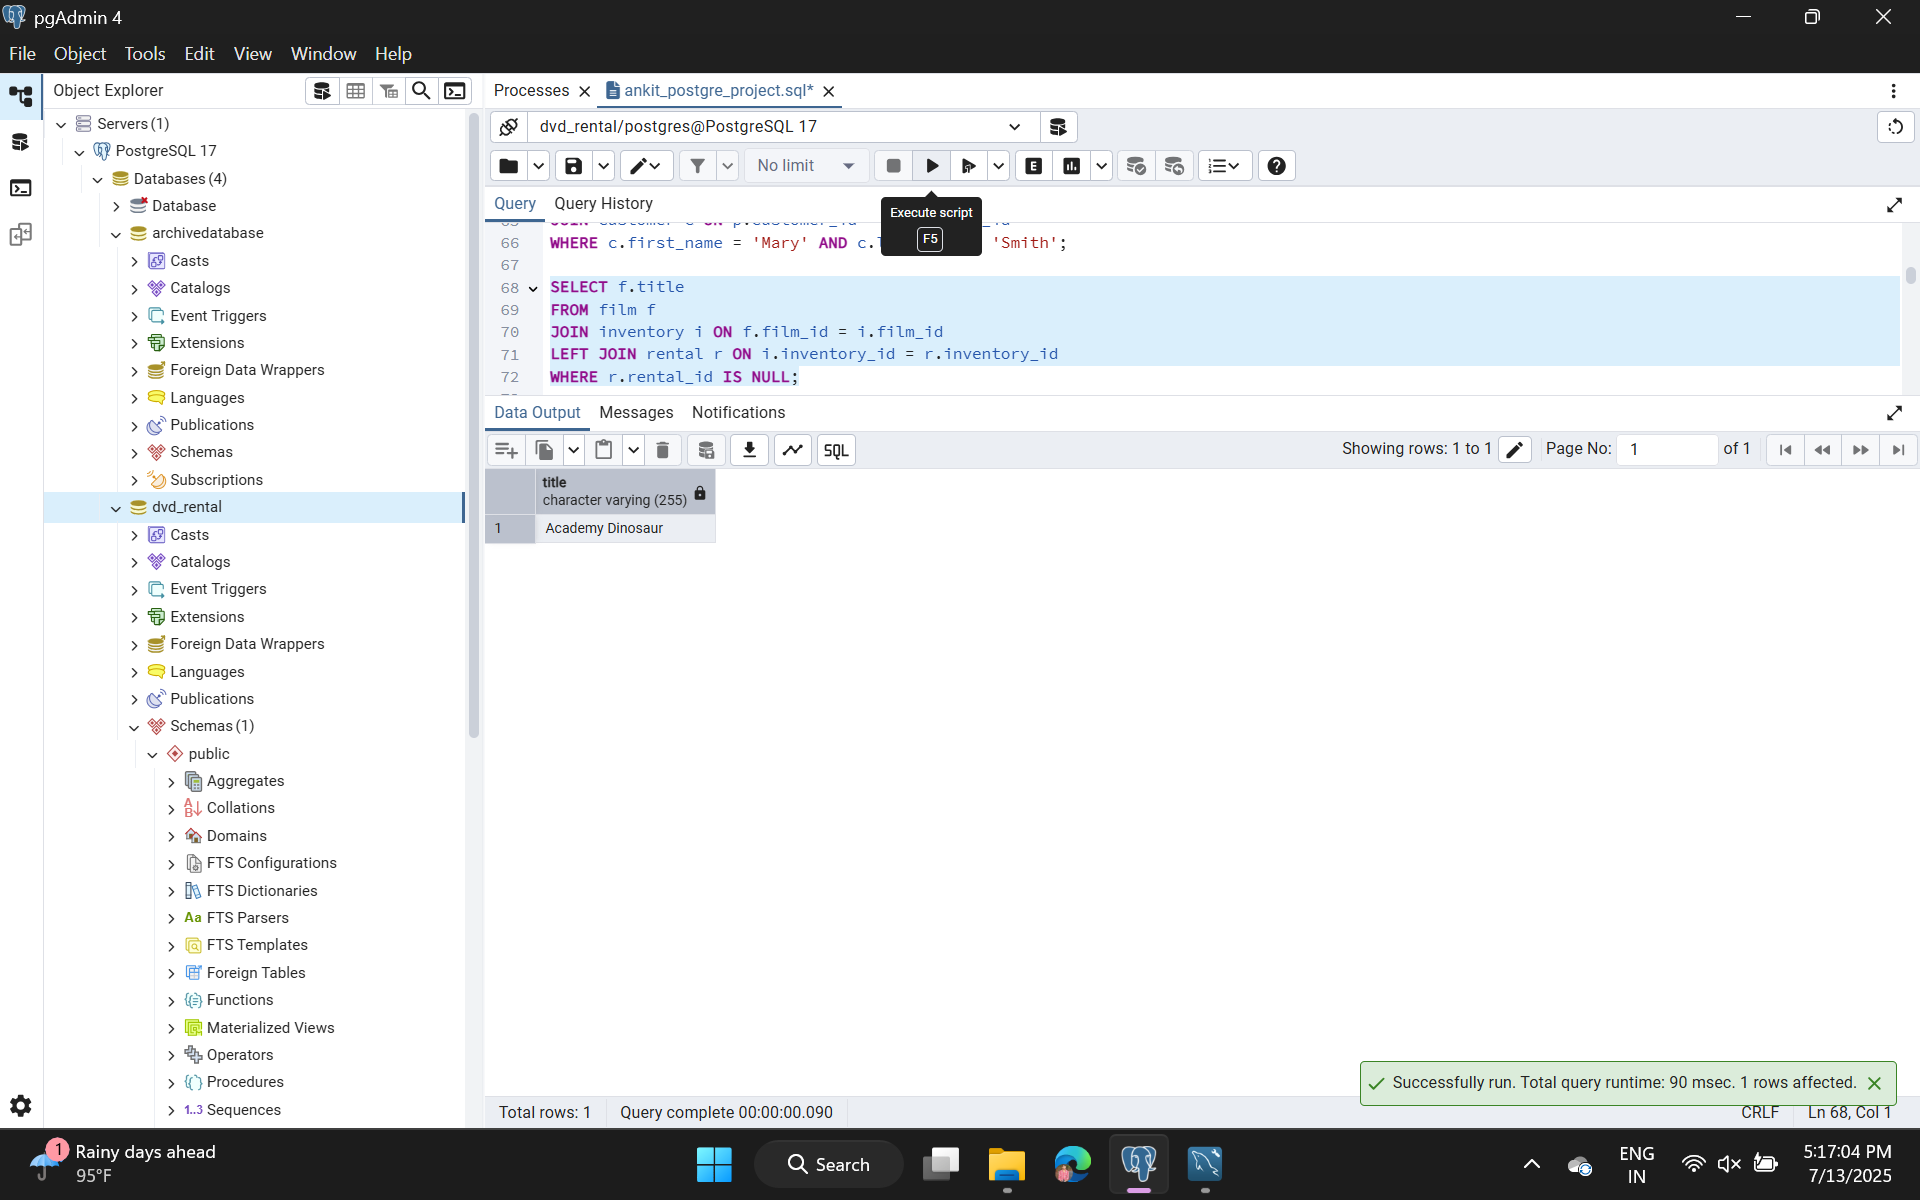 pgAdmin 4
File Object Tools Edit View Window Help
Object Explorer
Processes
ankit_postgre_project.sql*
Servers (1)
PostgreSQL 17
Databases (4)
Database
archivedatabase
Casts
Catalogs
Event Triggers
Extensions
Foreign Data Wrappers
Languages
Publications
Schemas
Subscriptions
dvd_rental
Casts
Catalogs
Event Triggers
Extensions
Foreign Data Wrappers
Languages
Publications
Schemas (1)
public
Aggregates
Collations
Domains
FTS Configurations
FTS Dictionaries
Aa FTS Parsers
FTS Templates
Foreign Tables
Functions
Materialized Views
Operators
Procedures
1..3 Sequences
dvd_rental/postgres@PostgreSQL 17
No limit
E
Query Query History
Execute script
F5
66 WHERE c.first_name = 'Mary' AND c. 'Smith';
67
68 SELECT f.title
69 FROM film f
70 JOIN inventory i ON f.film_id = i.film_id
71 LEFT JOIN rental r ON i.inventory_id = r.inventory_id
72 WHERE r.rental_id IS NULL;
Data Output Messages Notifications
SQL
Showing rows: 1 to 1
Page No: 1 of 1
title
character varying (255)
1 Academy Dinosaur
Successfully run. Total query runtime: 90 msec. 1 rows affected.
Total rows: 1 Query complete 00:00:00.090
CRLF Ln 68, Col 1
1
Rainy days ahead
95°F
Search
ENG
IN
5:17:04 PM
7/13/2025